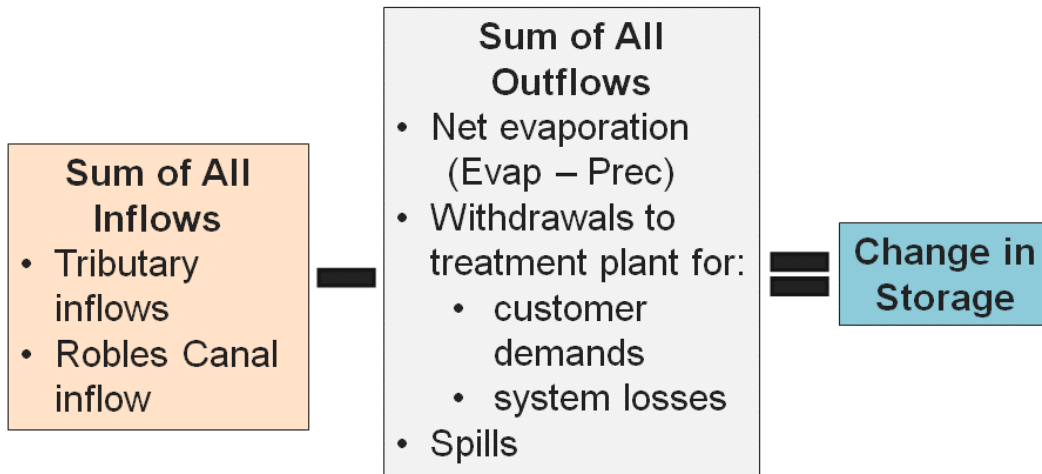 Sum of All
Inflows
• Tributary
inflows
• Robles Canal
inflow
Sum of All
Outflows
• Net evaporation
(Evap – Prec)
• Withdrawals to
treatment plant for:
• customer
demands
• system losses
• Spills
Change in
Storage